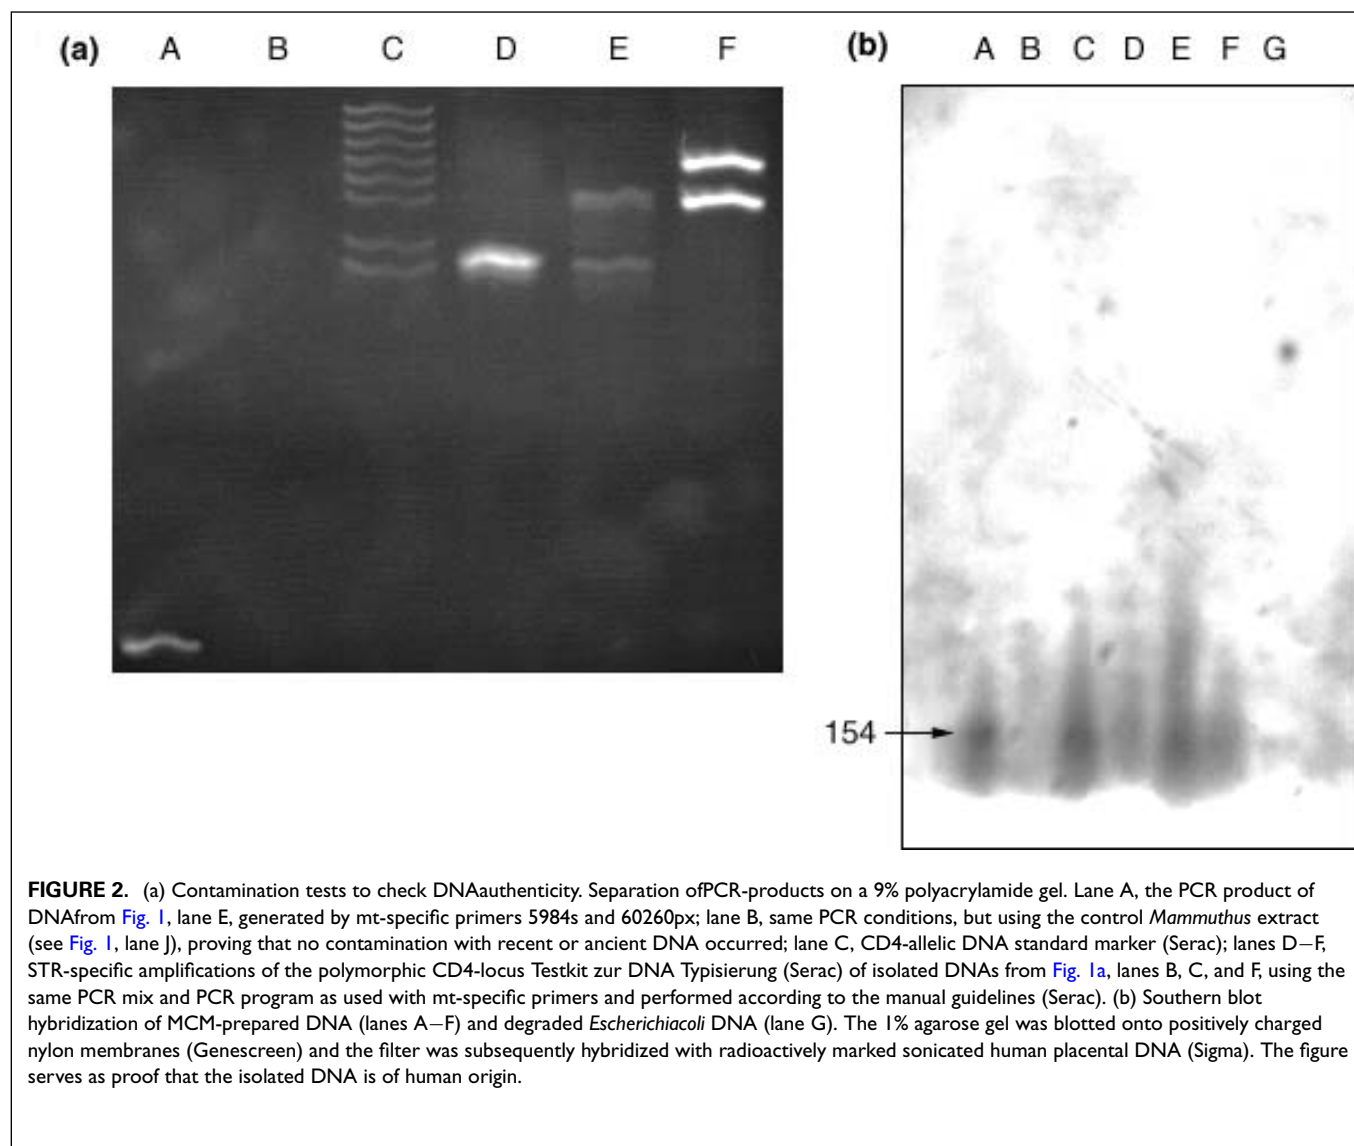 (a) A B C D E F
(b) A B C D E F G
154
FIGURE 2. (a) Contamination tests to check DNAauthenticity. Separation ofPCR-products on a 9% polyacrylamide gel. Lane A, the PCR product of
DNAfrom Fig. 1, lane E, generated by mt-specific primers 5984s and 60260px; lane B, same PCR conditions, but using the control Mammuthus extract
(see Fig. 1, lane J), proving that no contamination with recent or ancient DNA occurred; lane C, CD4-allelic DNA standard marker (Serac); lanes D–F,
STR-specific amplifications of the polymorphic CD4-locus Testkit zur DNA Typisierung (Serac) of isolated DNAs from Fig. 1a, lanes B, C, and F, using the
same PCR mix and PCR program as used with mt-specific primers and performed according to the manual guidelines (Serac). (b) Southern blot
hybridization of MCM-prepared DNA (lanes A–F) and degraded Escherichiacoli DNA (lane G). The 1% agarose gel was blotted onto positively charged
nylon membranes (Genescreen) and the filter was subsequently hybridized with radioactively marked sonicated human placental DNA (Sigma). The figure
serves as proof that the isolated DNA is of human origin.